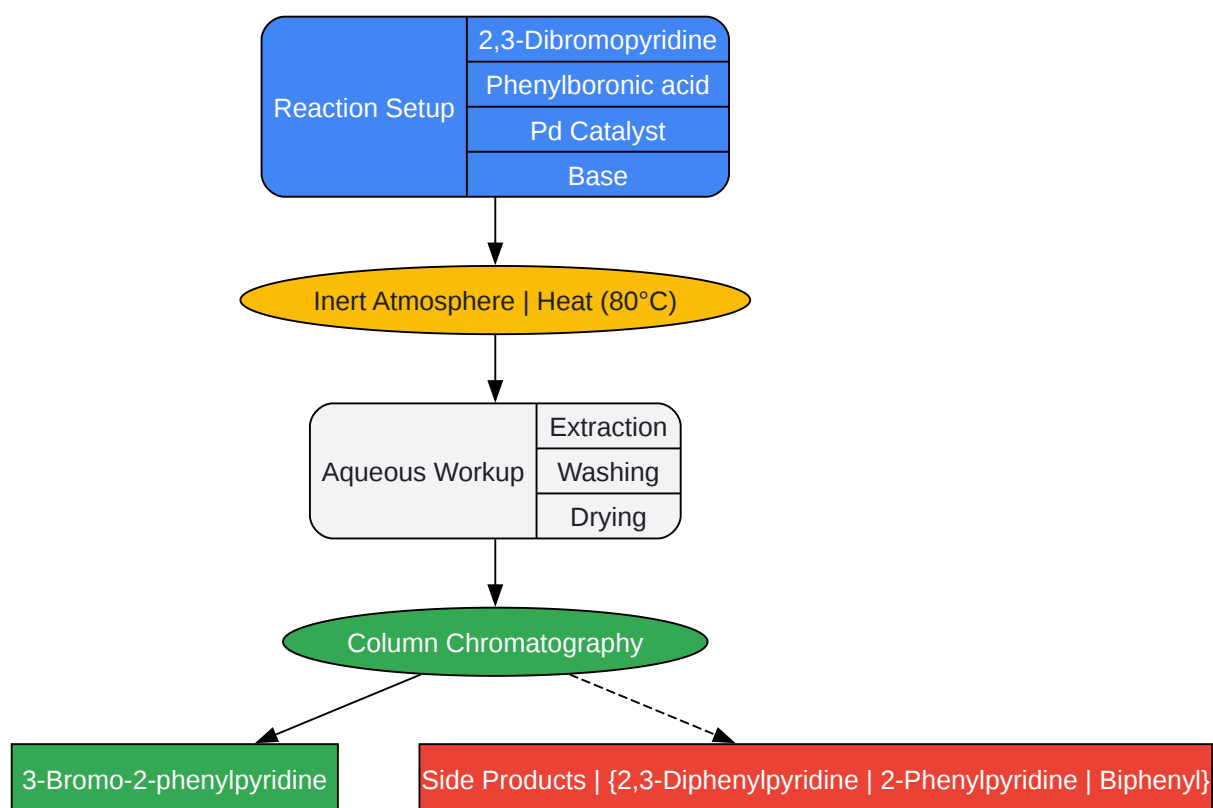 Reaction Setup
2,3-Dibromopyridine
Phenylboronic acid
Pd Catalyst
Base
Inert Atmosphere | Heat (80°C)
Aqueous Workup
Extraction
Washing
Drying
Column Chromatography
3-Bromo-2-phenylpyridine
Side Products | {2,3-Diphenylpyridine | 2-Phenylpyridine | Biphenyl}